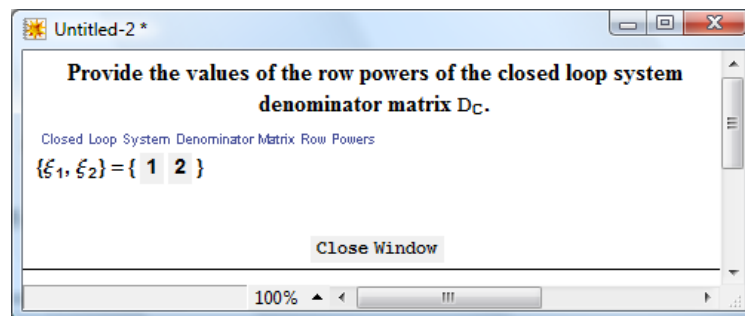 Untitled-2 *
Provide the values of the row powers of the closed loop system
denominator matrix D_C.
Closed Loop System Denominator Matrix Row Powers
{ξ₁, ξ₂} = { 1 2 }
Close Window
100%